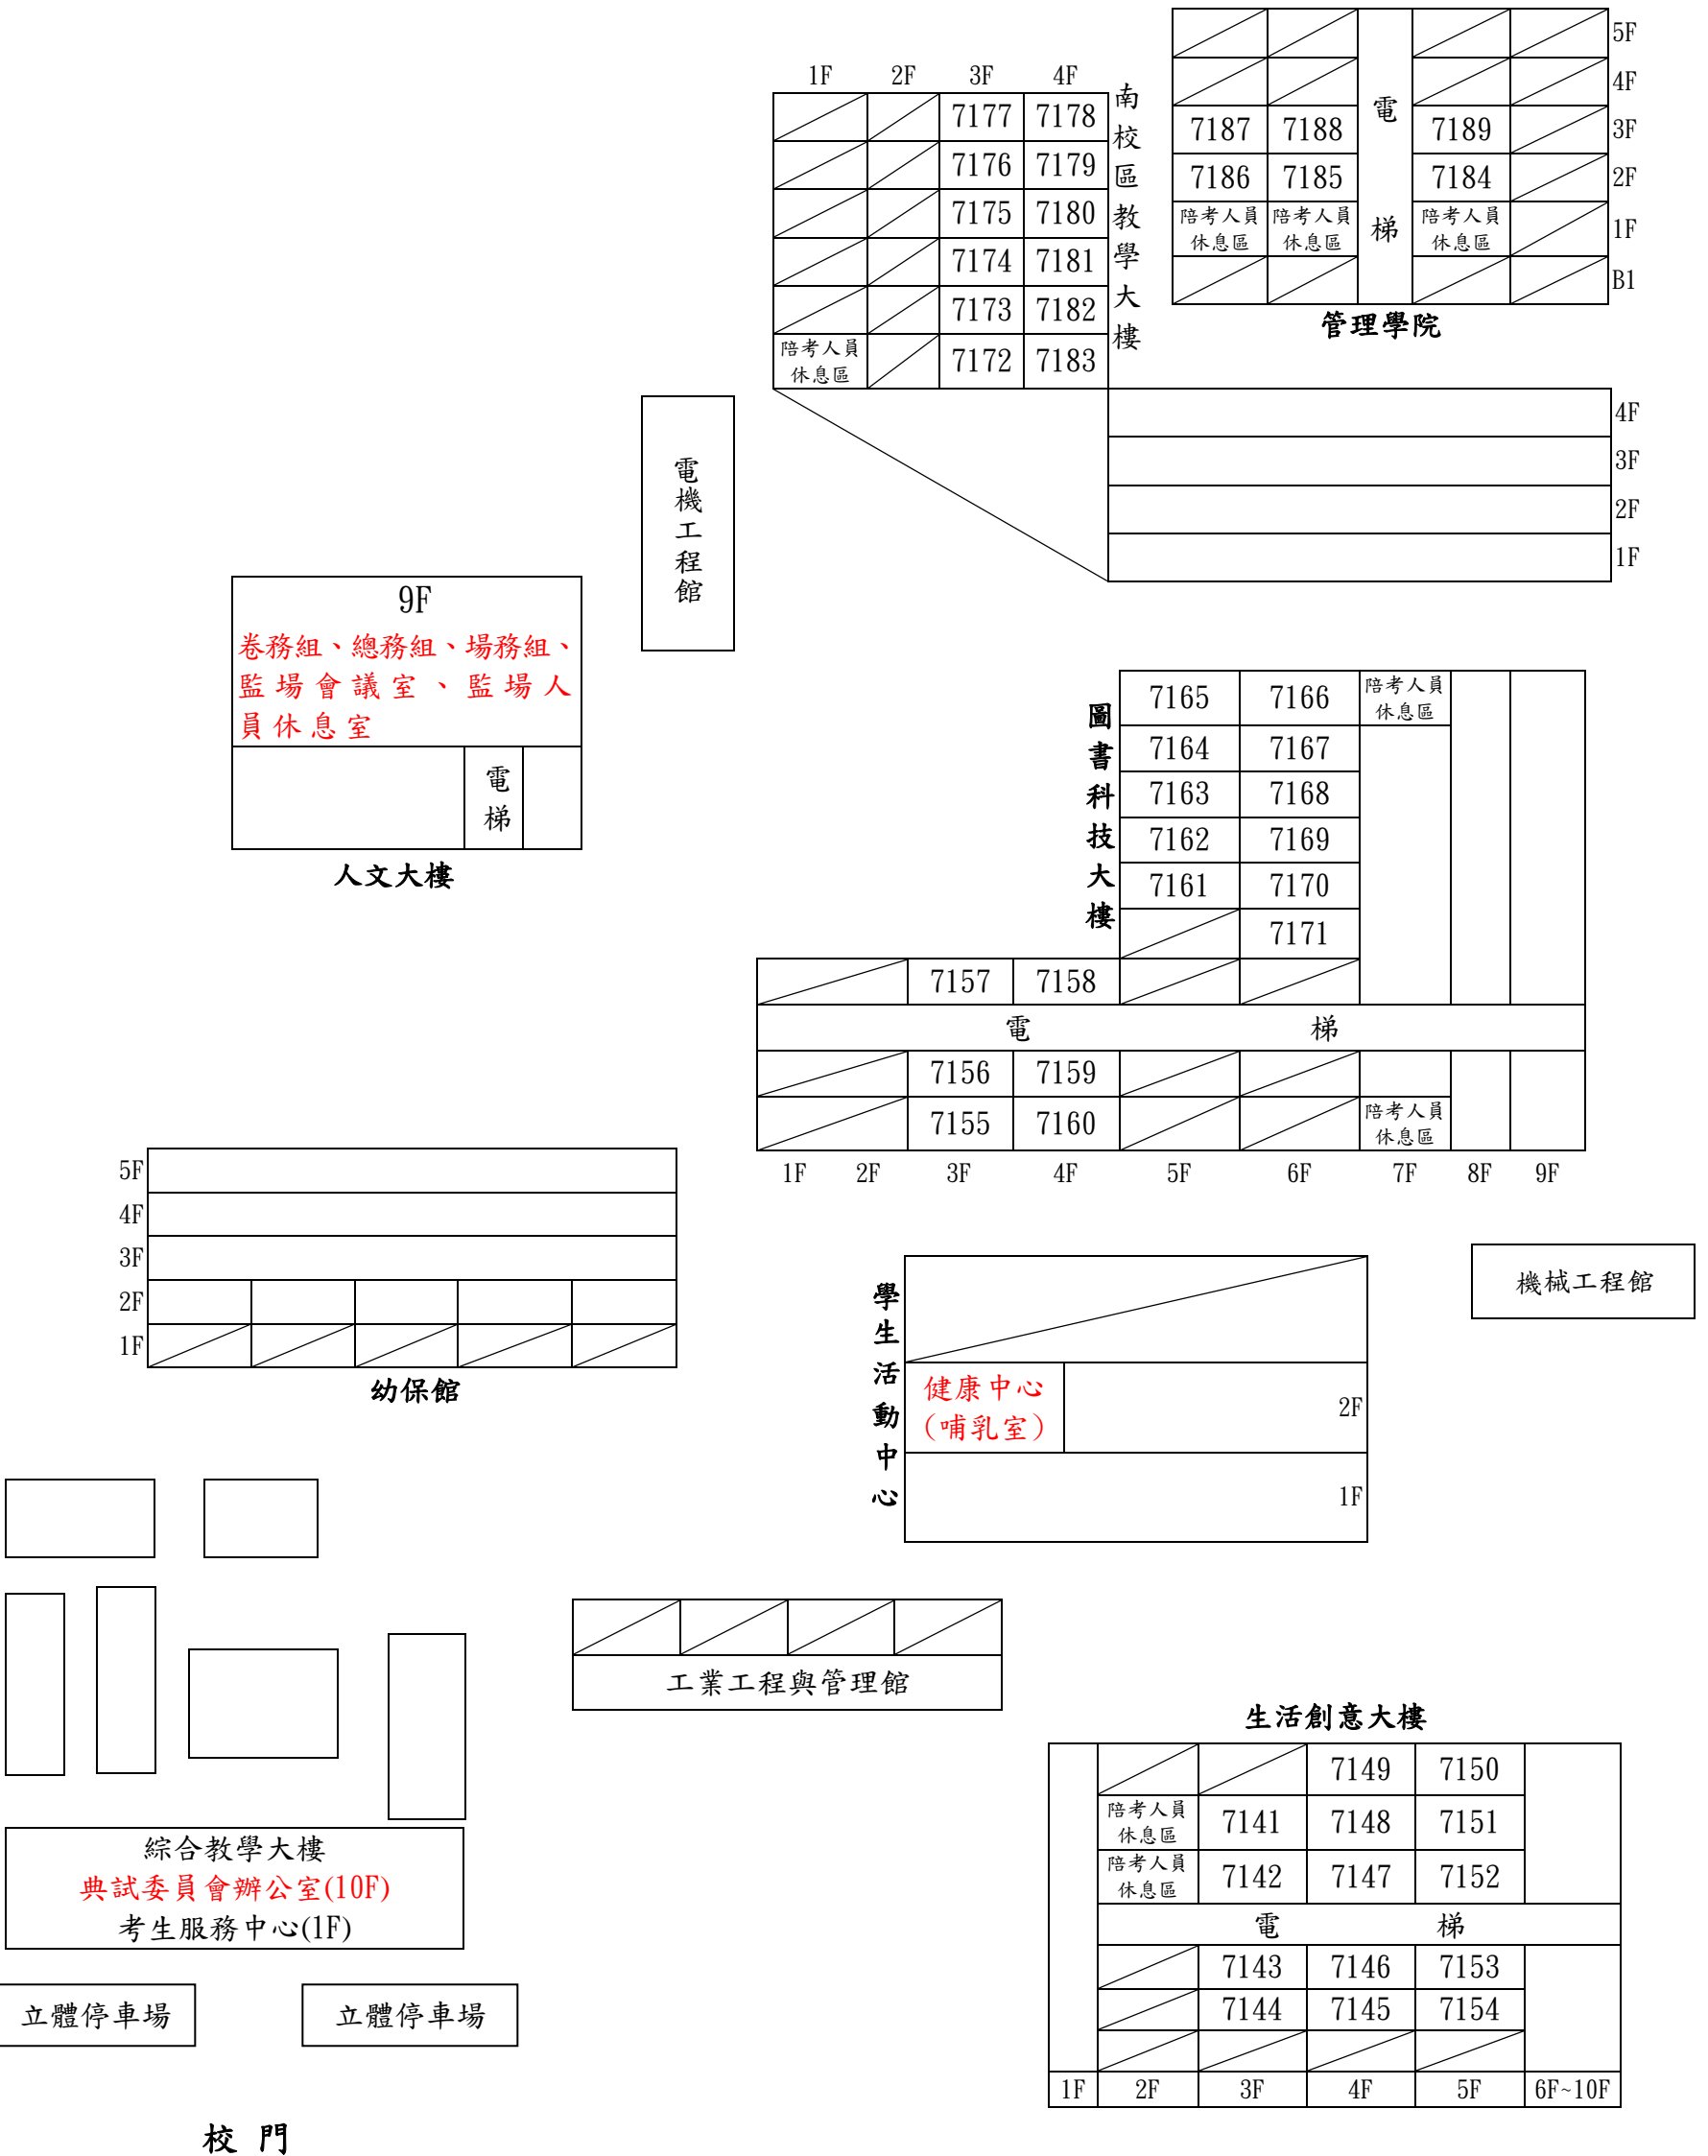 1F 2F 3F 4F
7177 7178
7176 7179
7175 7180
7174 7181
7173 7182
陪考人員
休息區
7172 7183
南校區教學大樓
5F
4F
7187 7188 7189 3F
7186 7185 7184 2F
陪考人員 陪考人員 陪考人員
休息區 休息區 休息區
1F
B1
電梯
管理學院
4F
3F
2F
1F
電機工程館
9F
卷務組、總務組、場務組、
監場會議室、監場人
員休息室
電梯
人文大樓
圖書科技大樓
7165 7166
陪考人員
休息區
7164 7167
7163 7168
7162 7169
7161 7170
7171
7157 7158
電梯
7156 7159
7155 7160
陪考人員
休息區
1F 2F 3F 4F 5F 6F 7F 8F 9F
5F
4F
3F
2F
1F
幼保館
學生活動中心
健康中心
(哺乳室)
2F
1F
機械工程館
工業工程與管理館
綜合教學大樓
典試委員會辦公室(10F)
考生服務中心(1F)
立體停車場 立體停車場
校門
生活創意大樓
7149 7150
陪考人員
休息區
7141 7148 7151
陪考人員
休息區
7142 7147 7152
電梯
7143 7146 7153
7144 7145 7154
1F 2F 3F 4F 5F 6F~10F